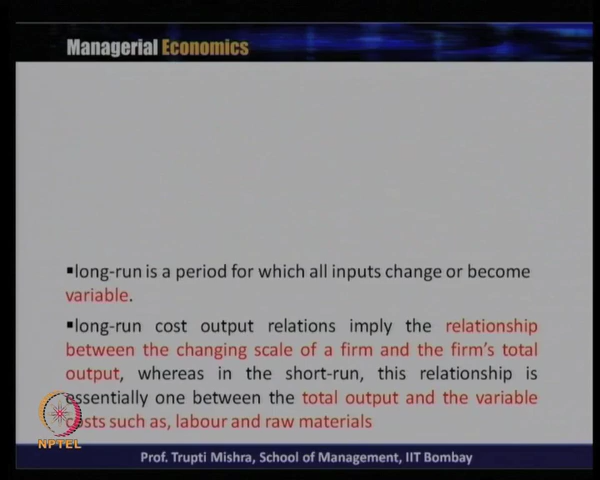 Managerial Economics
▪long-run is a period for which all inputs change or become
variable.
▪long-run cost output relations imply the relationship
between the changing scale of a firm and the firm's total
output, whereas in the short-run, this relationship is
essentially one between the total output and the variable
costs such as, labour and raw materials
NPTEL
Prof. Trupti Mishra, School of Management, IIT Bombay